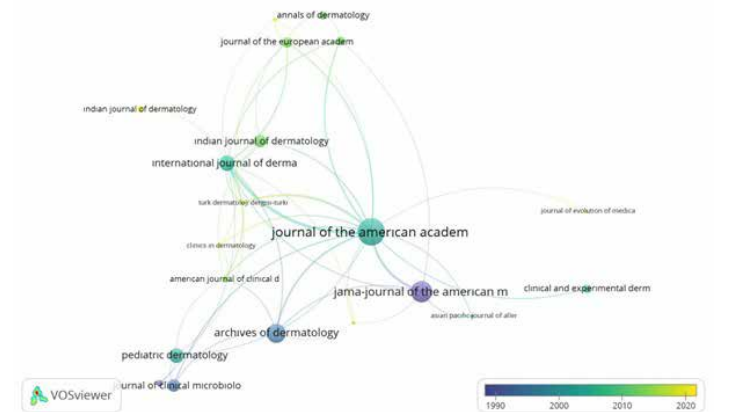 annals of dermatology
journal of the european academ
indian journal of dermatology
indian journal of dermatology
international journal of derma
turk dermatoloji dergisi-turki
journal of evolution of medica
journal of the american academ
clinics in dermatology
american journal of clinical d
clinical and experimental derm
jama-journal of the american m
asian pacific journal of aller
archives of dermatology
pediatric dermatology
journal of clinical microbiolo
VOSviewer
1990 2000 2010 2020